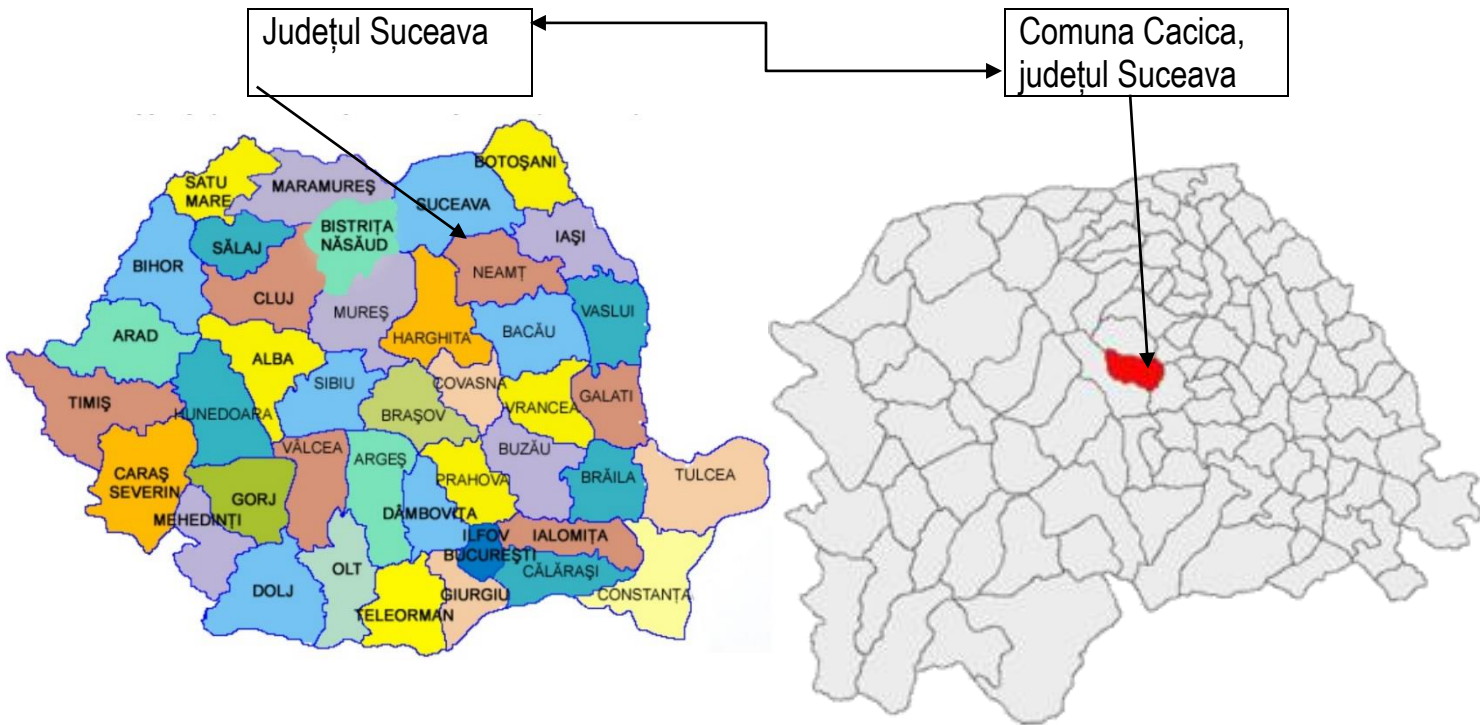 Județul Suceava
Comuna Cacica,
județul Suceava
BOTOŞANI
SATU
MARE
MARAMUREŞ
SUCEAVA
BISTRIȚA
NĂSĂUD
IAŞI
SĂLAJ
BIHOR
NEAMȚ
CLUJ
MUREŞ
VASLUI
BACĂU
ARAD
HARGHITA
ALBA
SIBIU
COVASNA
TIMIŞ
HUNEDOARA
BRAŞOV
VRANCEA
GALATI
VÂLCEA
ARGEŞ
BUZĂU
CARAŞ
SEVERIN
GORJ
PRAHOVA
BRĂILA
TULCEA
MEHEDINȚI
DÂMBOVIȚA
ILFOV
BUCUREŞTI
IALOMIȚA
OLT
CĂLĂRAŞI
DOLJ
GIURGIU
CONSTANȚA
TELEORMAN